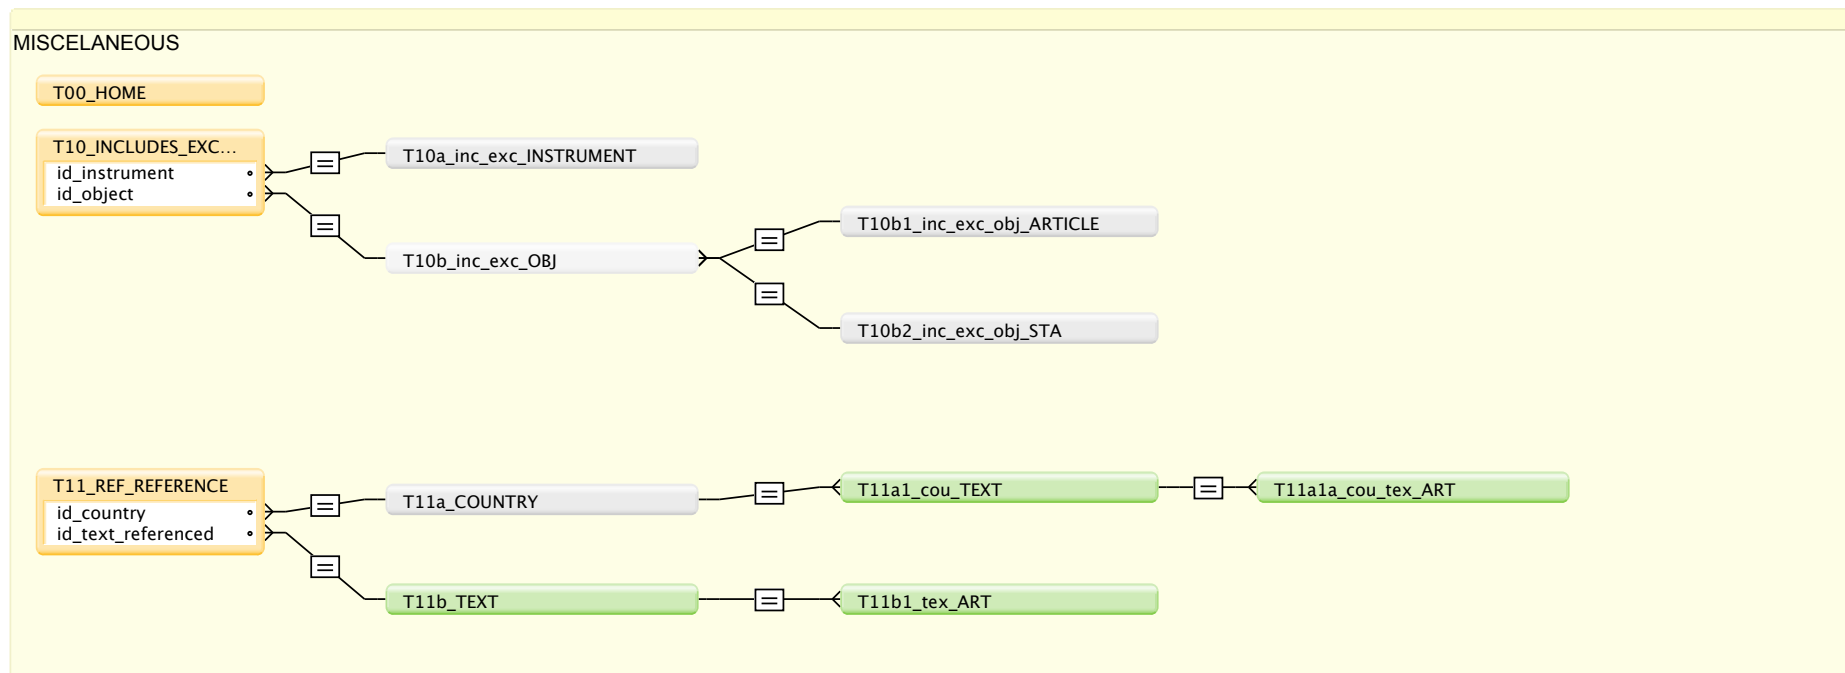 MISCELANEOUS
T00_HOME
T10_INCLUDES_EXC...
id_instrument
id_object
T10a_inc_exc_INSTRUMENT
T10b_inc_exc_OBJ
T10b1_inc_exc_obj_ARTICLE
T10b2_inc_exc_obj_STA
T11_REF_REFERENCE
id_country
id_text_referenced
T11a_COUNTRY
T11a1_cou_TEXT
T11a1a_cou_tex_ART
T11b_TEXT
T11b1_tex_ART